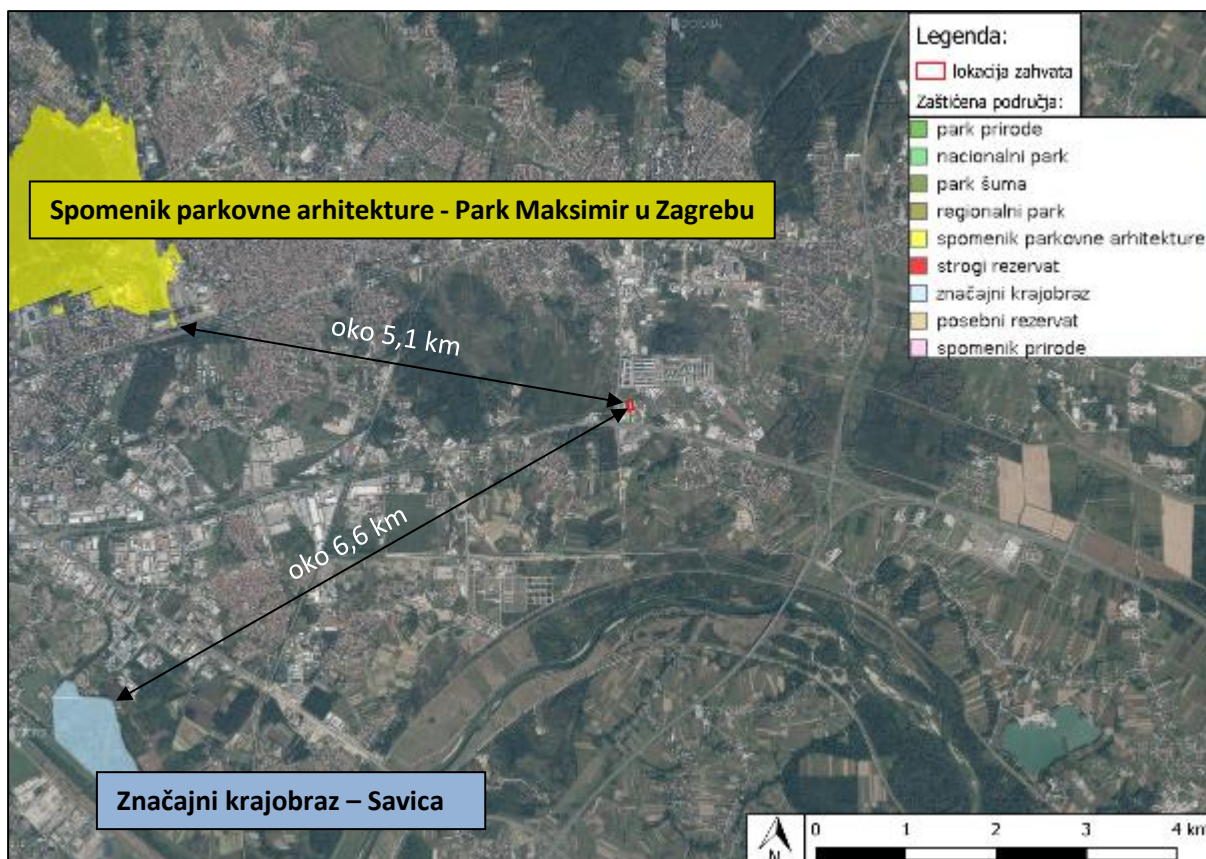 Legenda:
lokacija zahvata
Zaštićena područja:
park prirode
nacionalni park
park šuma
regionalni park
spomenik parkovne arhitekture
strogi rezervat
značajni krajobraz
posebni rezervat
spomenik prirode
Spomenik parkovne arhitekture - Park Maksimir u Zagrebu
oko 5,1 km
oko 6,6 km
Značajni krajobraz – Savica
N
0 1 2 3 4 km